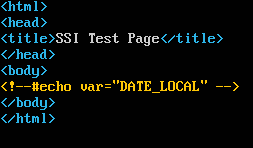 <html>
<head>
<title>SSI Test Page</title>
</head>
<body>
<!--#echo var="DATE_LOCAL" -->
</body>
</html>